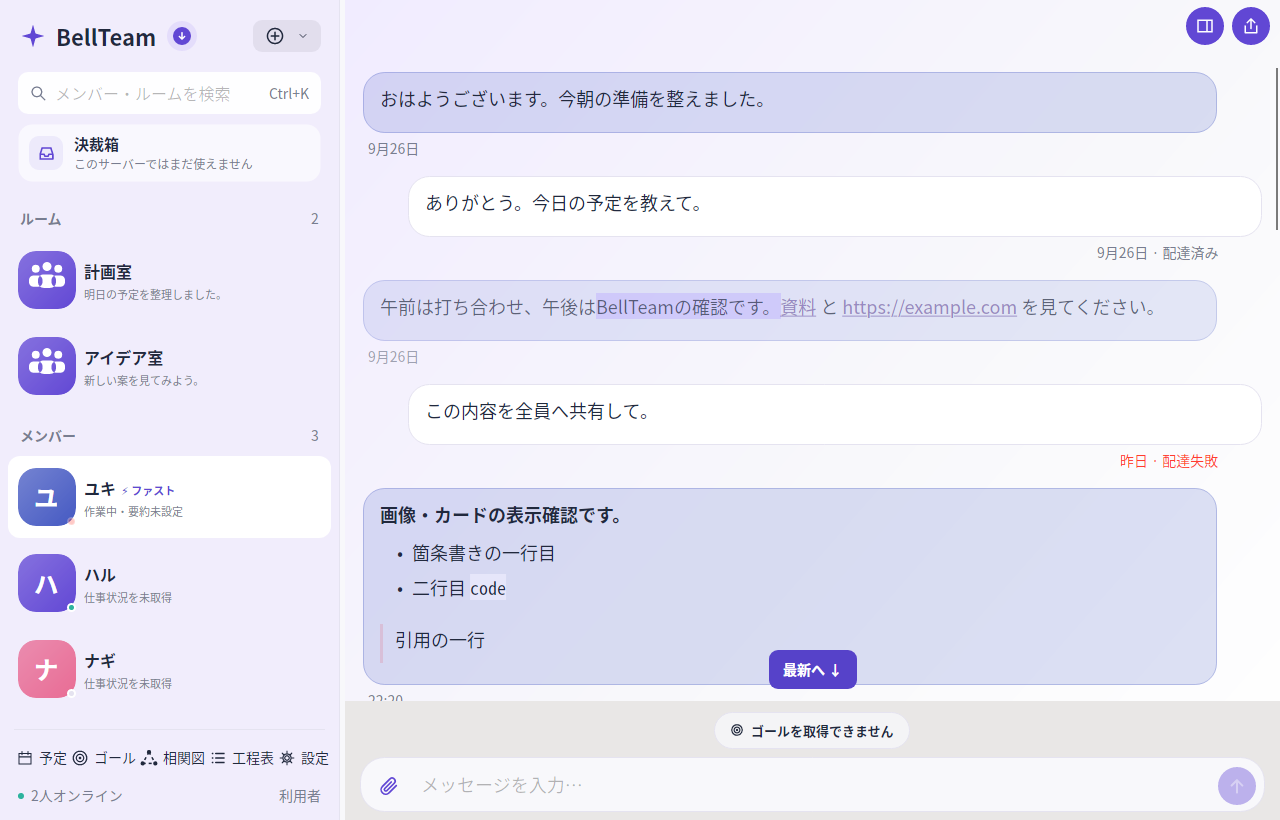 BellTeam
メンバー・ルームを検索 Ctrl+K
決裁箱
このサーバーではまだ使えません
ルーム 2
計画室
明日の予定を整理しました。
アイデア室
新しい案を見てみよう。
メンバー 3
ユ
ユキ ⚡ファスト
作業中・要約未設定
ハ
ハル
仕事状況を未取得
ナ
ナギ
仕事状況を未取得
予定 ゴール 相関図 工程表 設定
2人オンライン 利用者
おはようございます。今朝の準備を整えました。
9月26日
ありがとう。今日の予定を教えて。
9月26日 · 配達済み
午前は打ち合わせ、午後はBellTeamの確認です。資料 と https://example.com を見てください。
9月26日
この内容を全員へ共有して。
昨日 · 配達失敗
画像・カードの表示確認です。
• 箇条書きの一行目
• 二行目 code
引用の一行
最新へ ↓
22:20
ゴールを取得できません
メッセージを入力…